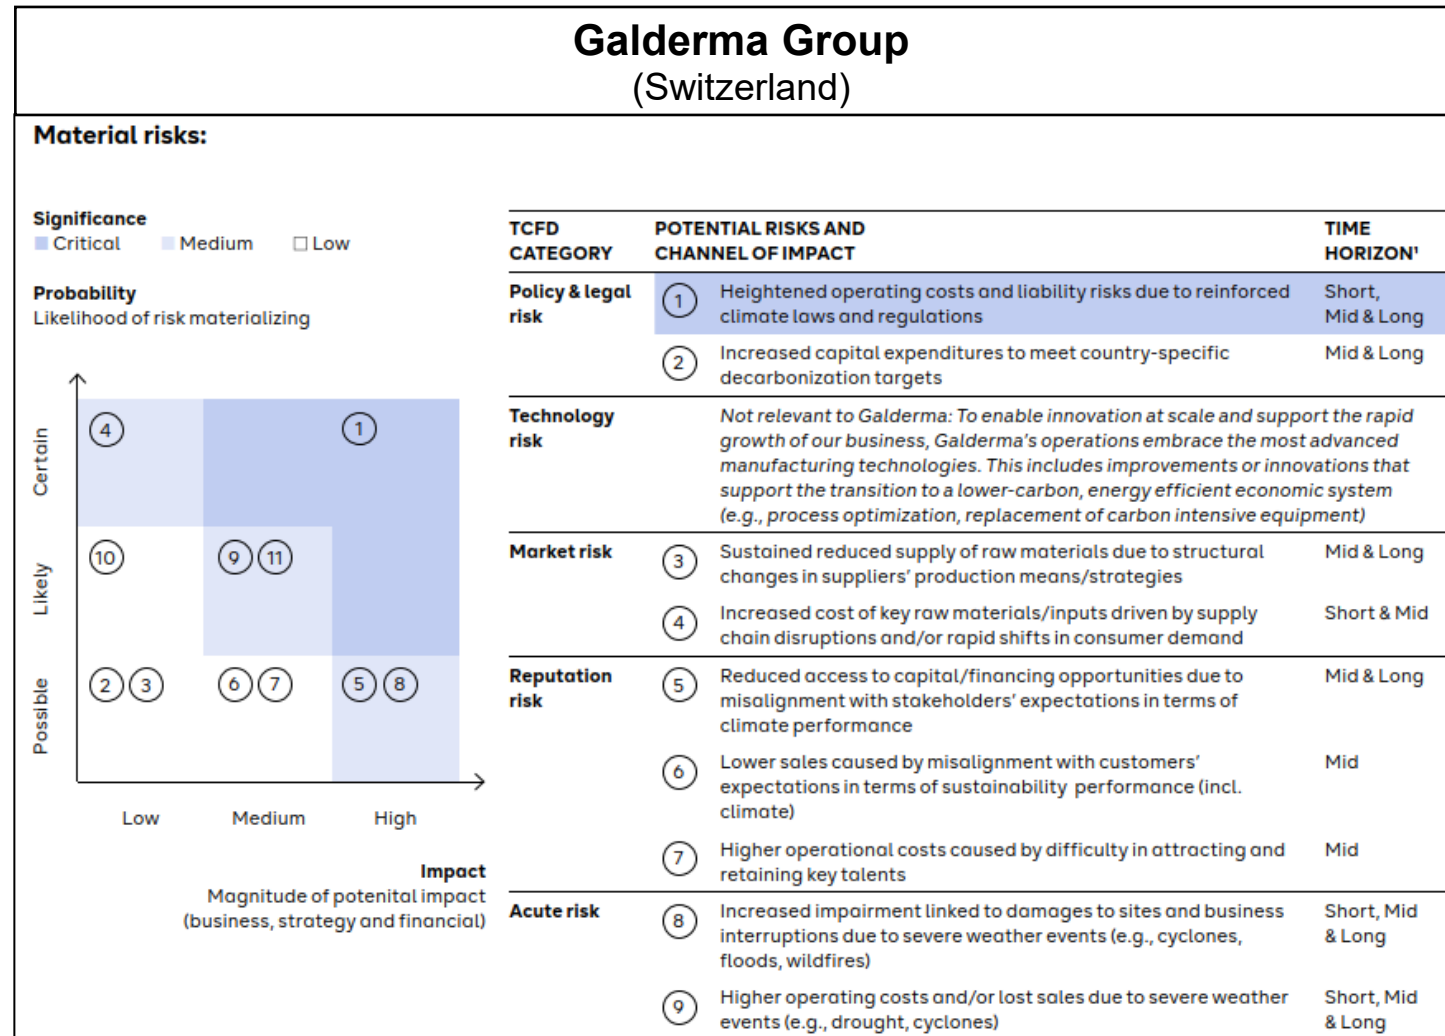 Galderma Group
(Switzerland)
Material risks:
Significance
Critical Medium Low
Probability
Likelihood of risk materializing
Certain
Likely
Possible
4 1
10 9 11
2 3 6 7 5 8
Low Medium High
Impact
Magnitude of potenital impact
(business, strategy and financial)
TCFD CATEGORY
POTENTIAL RISKS AND
CHANNEL OF IMPACT
TIME
HORIZON¹
Policy & legal
risk
1 Heightened operating costs and liability risks due to reinforced
climate laws and regulations
Short,
Mid & Long
2 Increased capital expenditures to meet country-specific
decarbonization targets
Mid & Long
Technology
risk
Not relevant to Galderma: To enable innovation at scale and support the rapid
growth of our business, Galderma's operations embrace the most advanced
manufacturing technologies. This includes improvements or innovations that
support the transition to a lower-carbon, energy efficient economic system
(e.g., process optimization, replacement of carbon intensive equipment)
Market risk
3 Sustained reduced supply of raw materials due to structural
changes in suppliers' production means/strategies
Mid & Long
4 Increased cost of key raw materials/inputs driven by supply
chain disruptions and/or rapid shifts in consumer demand
Short & Mid
Reputation
risk
5 Reduced access to capital/financing opportunities due to
misalignment with stakeholders' expectations in terms of
climate performance
Mid & Long
6 Lower sales caused by misalignment with customers'
expectations in terms of sustainability performance (incl.
climate)
Mid
7 Higher operational costs caused by difficulty in attracting and
retaining key talents
Mid
Acute risk
8 Increased impairment linked to damages to sites and business
interruptions due to severe weather events (e.g., cyclones,
floods, wildfires)
Short, Mid
& Long
9 Higher operating costs and/or lost sales due to severe weather
events (e.g., drought, cyclones)
Short, Mid
& Long